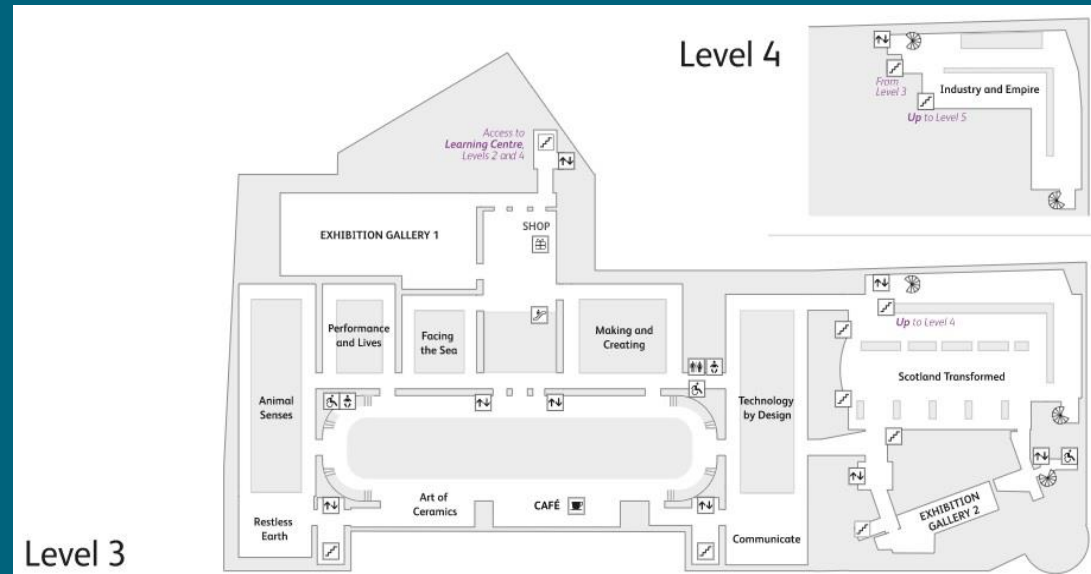 Level 4
From
Level 3
Industry and Empire
Up to Level 5
Access to
Learning Centre,
Levels 2 and 4
EXHIBITION GALLERY 1
SHOP
Performance
and Lives
Facing
the Sea
Making and
Creating
Up to Level 4
Scotland Transformed
Animal
Senses
Technology
by Design
Art of
Ceramics
CAFÉ
Restless
Earth
Communicate
EXHIBITION
GALLERY 2
Level 3